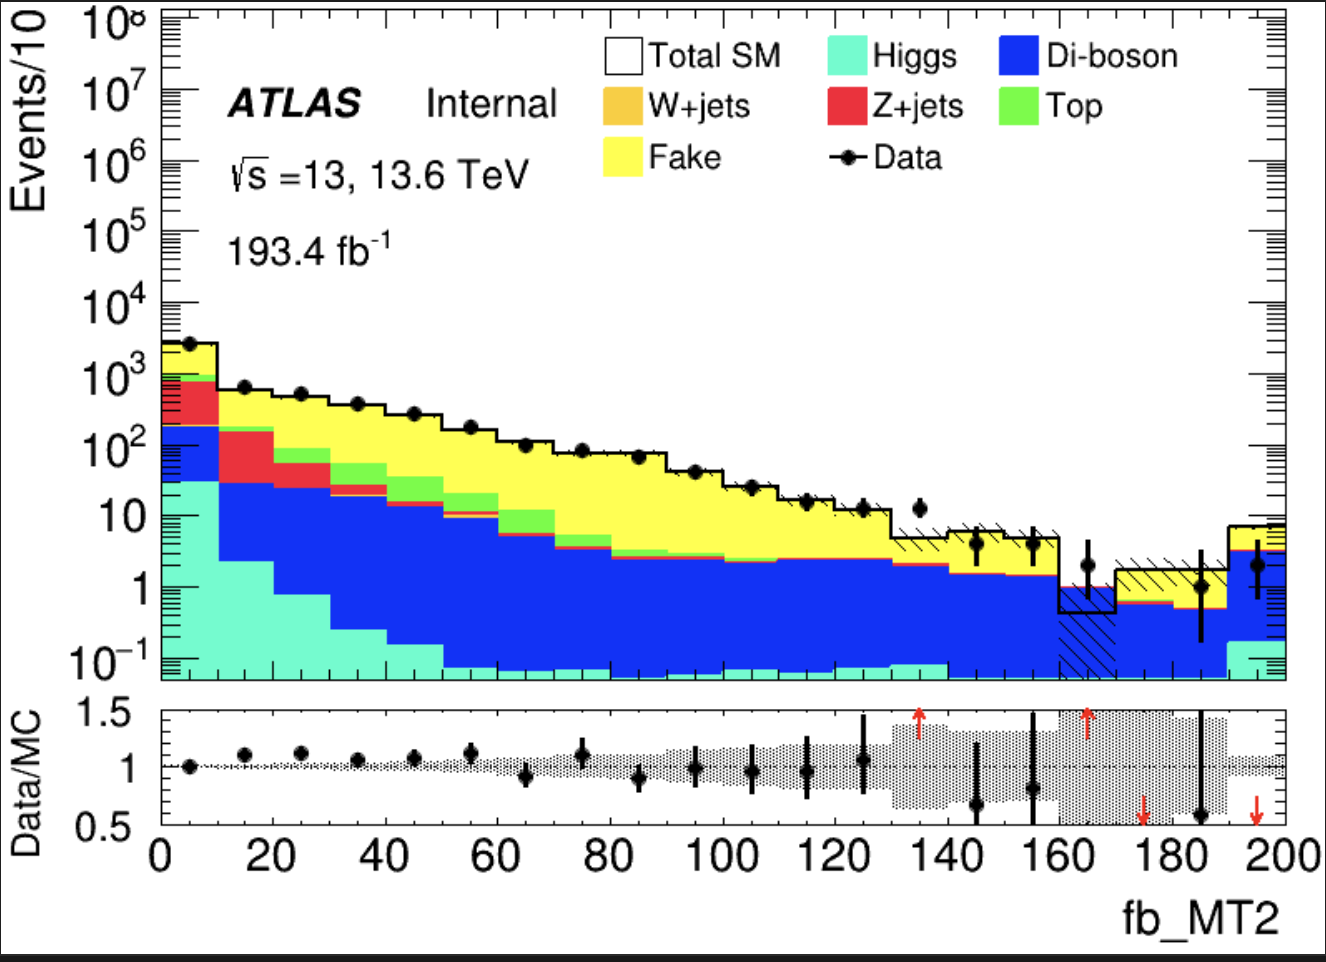 Events/10
10⁸
10⁷
10⁶
10⁵
10⁴
10³
10²
10
1
10⁻¹
ATLAS Internal
√s =13, 13.6 TeV
193.4 fb⁻¹
Total SM Higgs Di-boson
W+jets Z+jets Top
Fake Data
Data/MC
1.5
1
0.5
0 20 40 60 80 100 120 140 160 180 200
fb_MT2